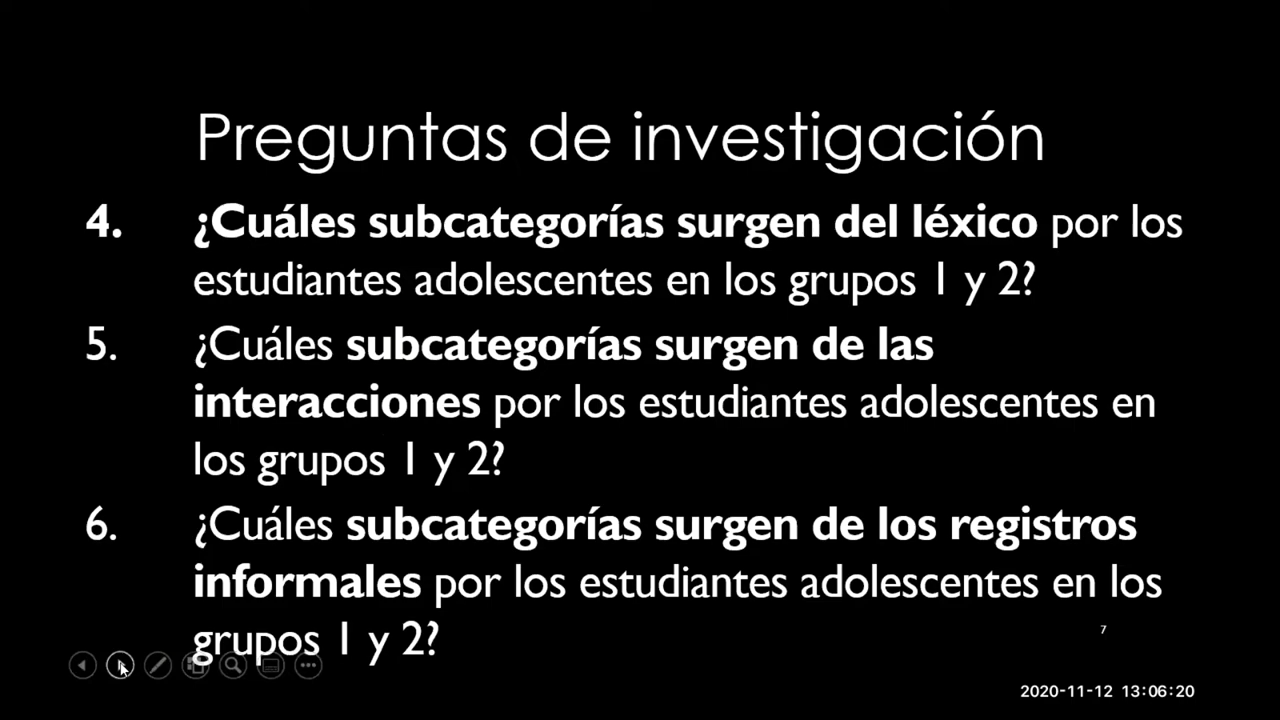 Preguntas de investigación
4. ¿Cuáles subcategorías surgen del léxico por los
estudiantes adolescentes en los grupos 1 y 2?
5. ¿Cuáles subcategorías surgen de las
interacciones por los estudiantes adolescentes en
los grupos 1 y 2?
6. ¿Cuáles subcategorías surgen de los registros
informales por los estudiantes adolescentes en los
grupos 1 y 2?
7
2020-11-12 13:06:20